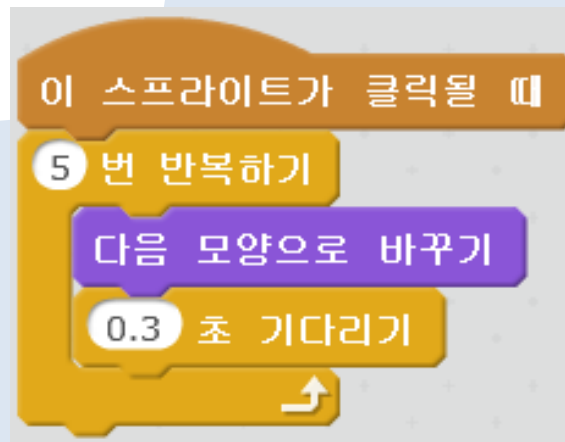 이 스프라이트가 클릭될 때
5 번 반복하기
다음 모양으로 바꾸기
0.3 초 기다리기